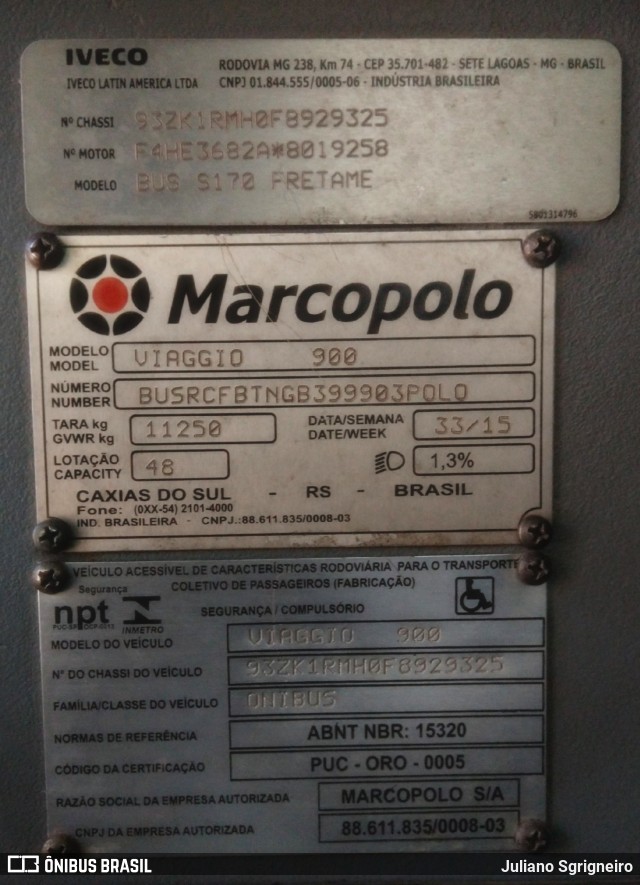 IVECO
IVECO LATIN AMERICA LTDA
RODOVIA MG 238, Km 74 - CEP 35.701-482 - SETE LAGOAS - MG - BRASIL
CNPJ 01.844.555/0005-06 - INDÚSTRIA BRASILEIRA
Nº CHASSI 93ZK1RMH0F8929325
Nº MOTOR F4HE3682A*8019258
MODELO BUS S170 FRETAME
5801314796
Marcopolo
MODELO
MODEL
VIAGGIO 900
NÚMERO
NUMBER
BUSRCFBTNGB399903POLO
TARA kg
GVWR kg
11250
DATA/SEMANA
DATE/WEEK
33/15
LOTAÇÃO
CAPACITY
48
1,3%
CAXIAS DO SUL - RS - BRASIL
Fone: (0XX-54) 2101-4000
IND. BRASILEIRA - CNPJ.:88.611.835/0008-03
VEÍCULO ACESSÍVEL DE CARACTERÍSTICAS RODOVIÁRIA PARA O TRANSPORTE
COLETIVO DE PASSAGEIROS (FABRICAÇÃO)
Segurança
npt
INMETRO
SEGURANÇA / COMPULSÓRIO
MODELO DO VEÍCULO VIAGGIO 900
N° DO CHASSI DO VEÍCULO 93ZK1RMH0F8929325
FAMÍLIA/CLASSE DO VEÍCULO ONIBUS
NORMAS DE REFERÊNCIA ABNT NBR: 15320
CÓDIGO DA CERTIFICAÇÃO PUC - ORO - 0005
RAZÃO SOCIAL DA EMPRESA AUTORIZADA MARCOPOLO S/A
CNPJ DA EMPRESA AUTORIZADA 88.611.835/0008-03
ÔNIBUS BRASIL
Juliano Sgrigneiro